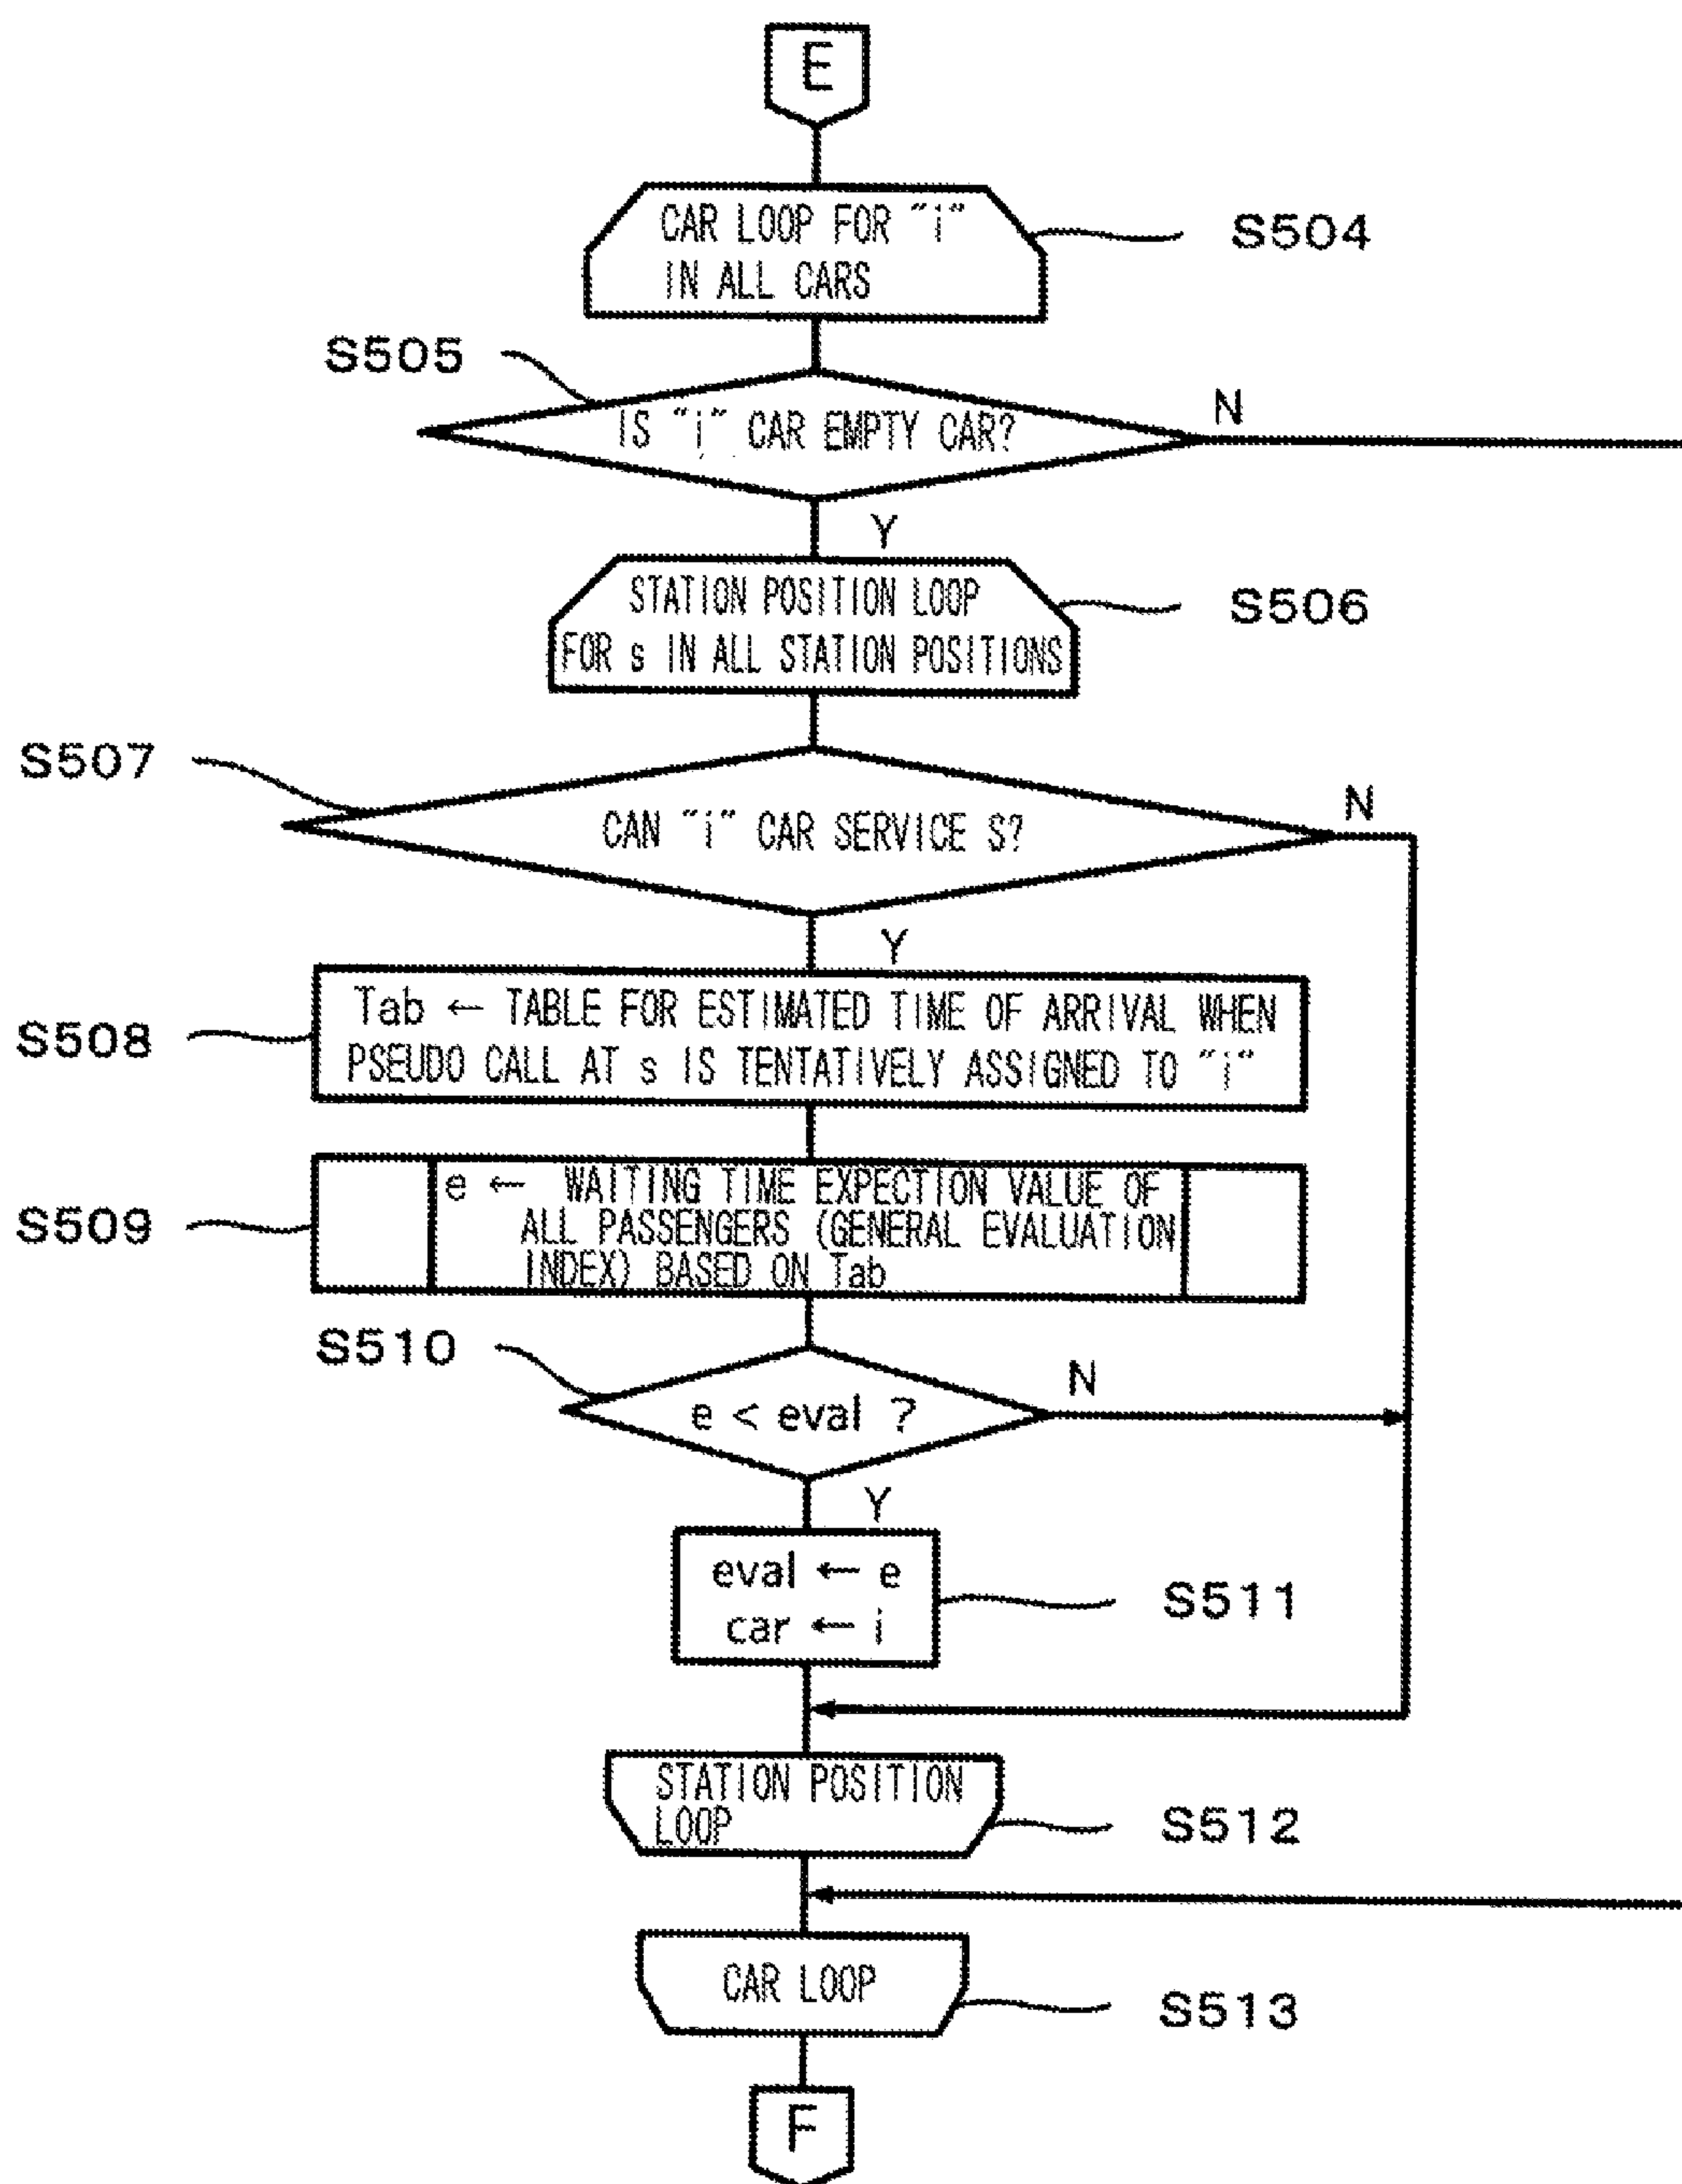 E
CAR LOOP FOR "i"
IN ALL CARS
S504
S505
IS "i" CAR EMPTY CAR?
N
Y
STATION POSITION LOOP
FOR s IN ALL STATION POSITIONS
S506
S507
CAN "i" CAR SERVICE S?
N
Y
Tab ← TABLE FOR ESTIMATED TIME OF ARRIVAL WHEN
PSEUDO CALL AT s IS TENTATIVELY ASSIGNED TO "i"
S508
e ← WAITING TIME EXPECTION VALUE OF
ALL PASSENGERS (GENERAL EVALUATION
INDEX) BASED ON Tab
S509
S510
e < eval ?
N
Y
eval ← e
car ← i
S511
STATION POSITION
LOOP
S512
CAR LOOP
S513
F